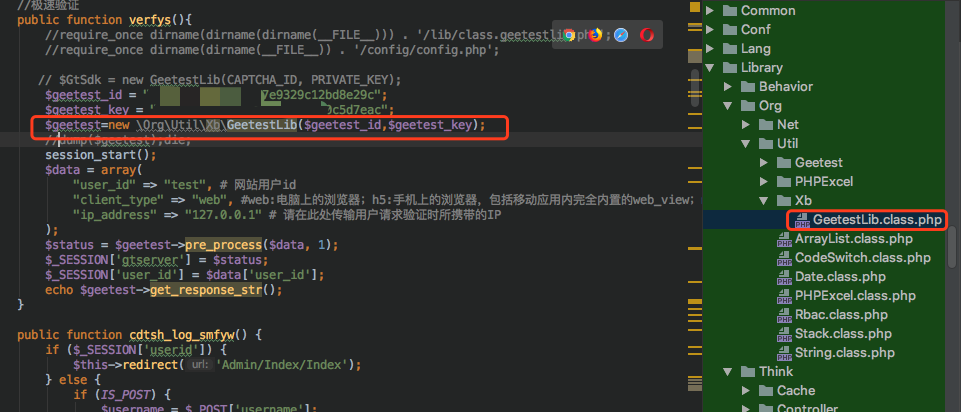 //极速验证
public function verfys(){
//require_once dirname(dirname(dirname(__FILE__))) . '/lib/class.geetestlib.php';
//require_once dirname(dirname(__FILE__)) . '/config/config.php';
// $GtSdk = new GeetestLib(CAPTCHA_ID, PRIVATE_KEY);
$geetest_id = " 7e9329c12bd8e29c";
$geetest_key = " 0c5d7eac";
$geetest=new \Org\Util\Xb\GeetestLib($geetest_id,$geetest_key);
//dump($geetest);die;
session_start();
$data = array(
"user_id" => "test", # 网站用户id
"client_type" => "web", #web:电脑上的浏览器；h5:手机上的浏览器，包括移动应用内完全内置的web_view；
"ip_address" => "127.0.0.1" # 请在此处传输用户请求验证时所携带的IP
);
$status = $geetest->pre_process($data, 1);
$_SESSION['gtserver'] = $status;
$_SESSION['user_id'] = $data['user_id'];
echo $geetest->get_response_str();
}
public function cdtsh_log_smfyw() {
if ($_SESSION['userid']) {
$this->redirect( url: 'Admin/Index/Index');
} else {
if (IS_POST) {
$username = $_POST['username'];
Common
Conf
Lang
Library
Behavior
Org
Net
Util
Geetest
PHPExcel
Xb
GeetestLib.class.php
ArrayList.class.php
CodeSwitch.class.php
Date.class.php
PHPExcel.class.php
Rbac.class.php
Stack.class.php
String.class.php
Think
Cache
Controller